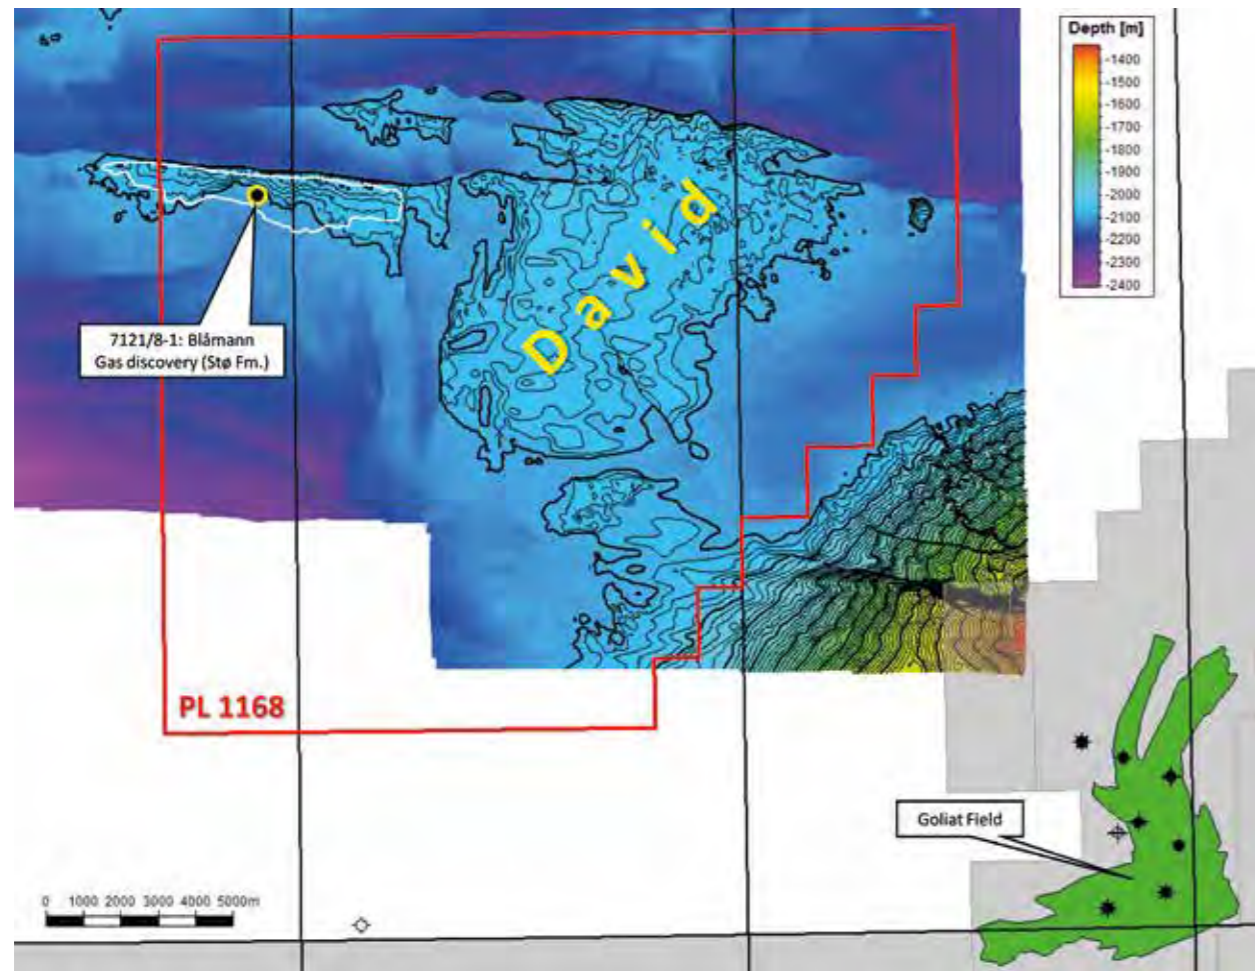 Depth [m]
-1400
-1500
-1600
-1700
-1800
-1900
-2000
-2100
-2200
-2300
-2400
David
7121/8-1: Blåmann
Gas discovery (Stø Fm.)
PL 1168
Goliat Field
0 1000 2000 3000 4000 5000m